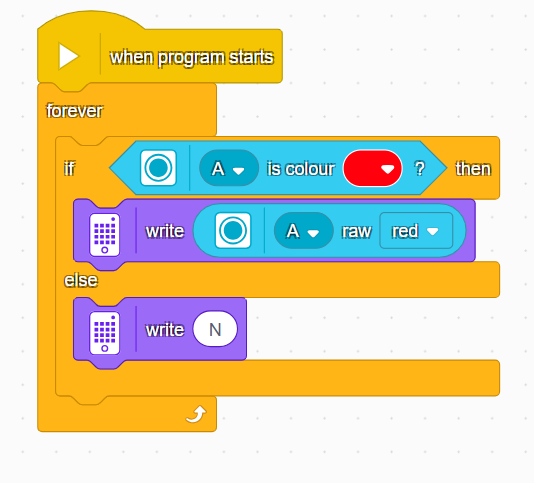 when program starts
forever
if A is colour ? then
write A raw red
else
write N